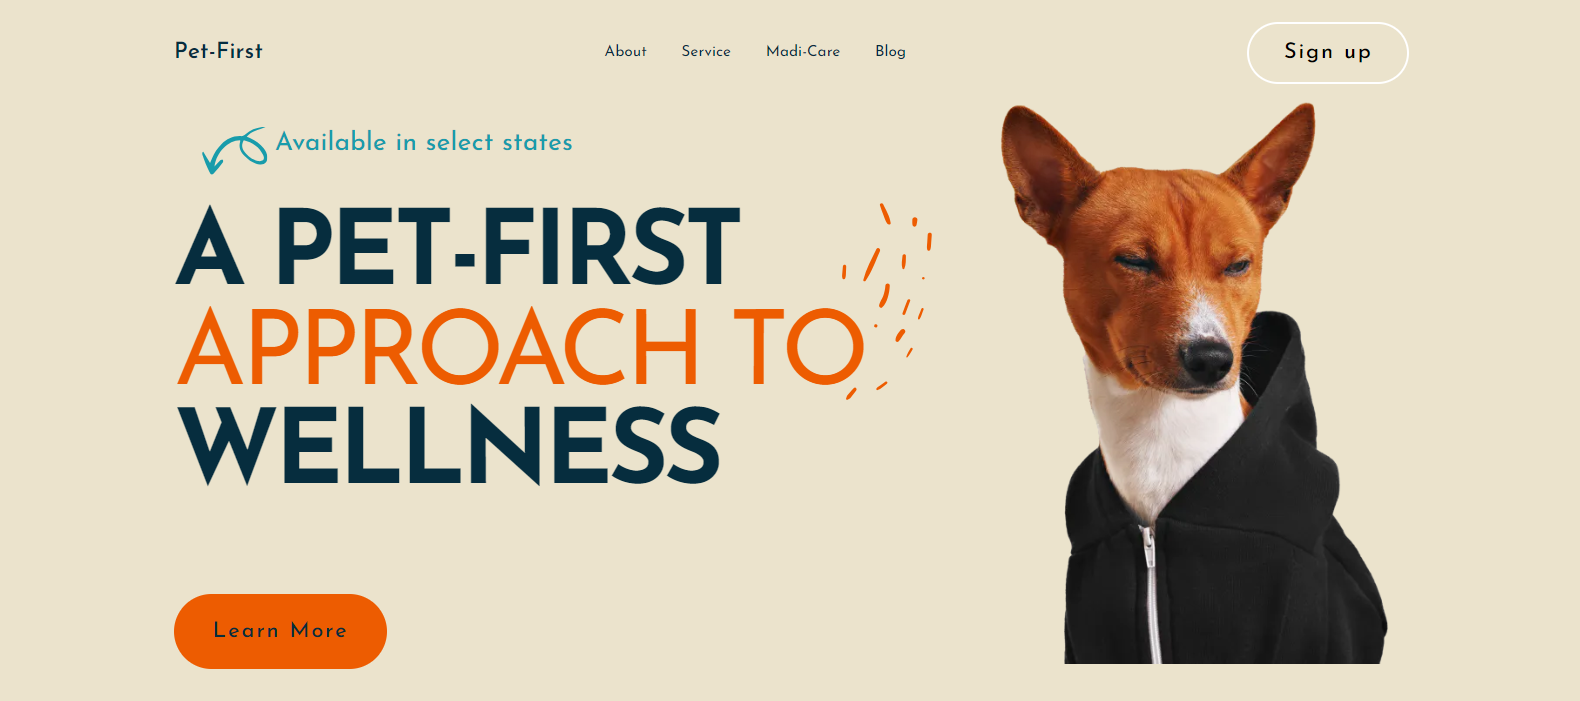 Pet-First
About
Service
Madi-Care
Blog
Sign up
Available in select states
A PET-FIRST
APPROACH TO
WELLNESS
Learn More